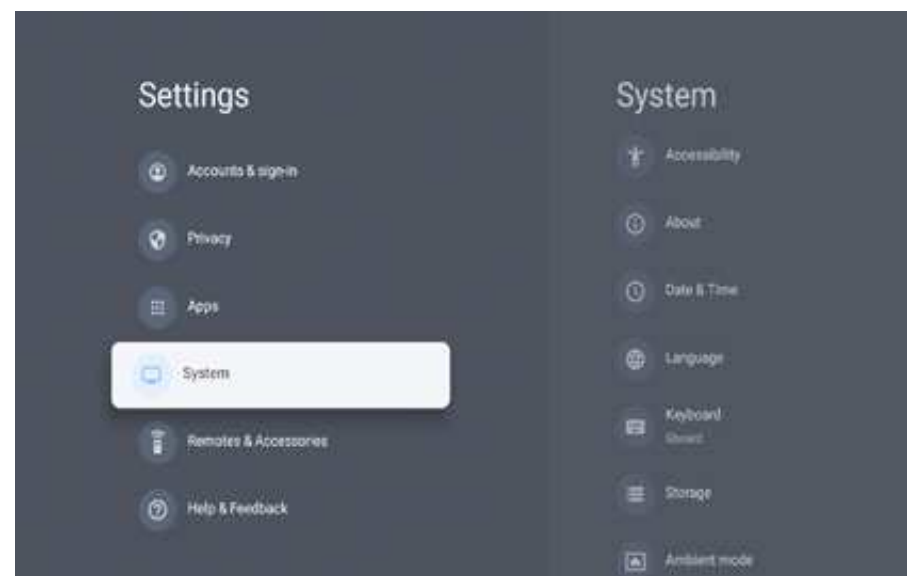 Settings
Accounts & sign-in
Privacy
Apps
System
Remotes & Accessories
Help & Feedback
System
Accessibility
About
Date & Time
Language
Keyboard
Gboard
Storage
Ambient mode